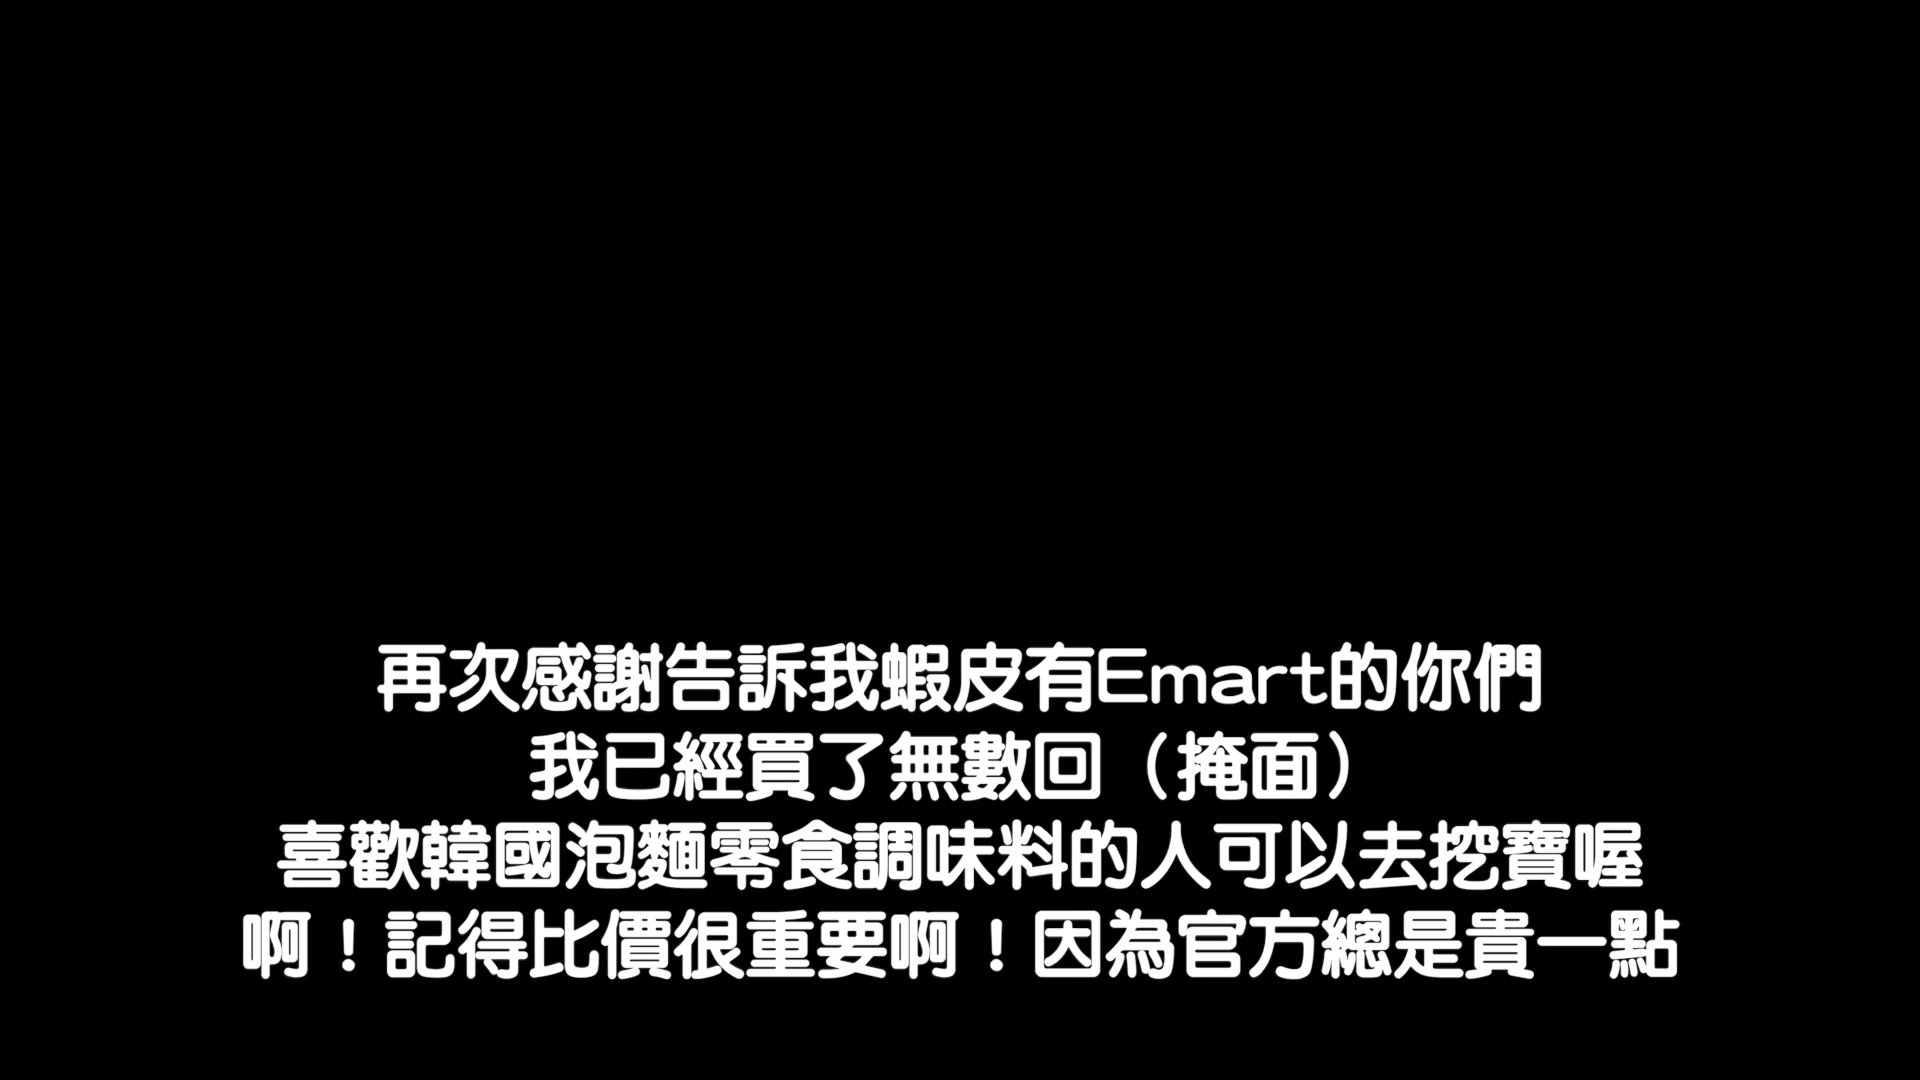 再次感謝告訴我蝦皮有Emart的你們
我已經買了無數回（掩面）
喜歡韓國泡麵零食調味料的人可以去挖寶喔
啊！記得比價很重要啊！因為官方總是貴一點